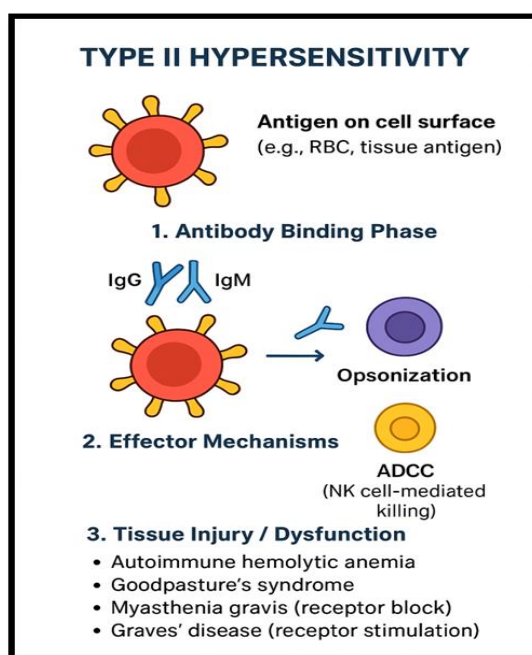 TYPE II HYPERSENSITIVITY
Antigen on cell surface
(e.g., RBC, tissue antigen)
1. Antibody Binding Phase
IgG
IgM
Opsonization
2. Effector Mechanisms
ADCC
(NK cell-mediated
killing)
3. Tissue Injury / Dysfunction
• Autoimmune hemolytic anemia
• Goodpasture's syndrome
• Myasthenia gravis (receptor block)
• Graves' disease (receptor stimulation)